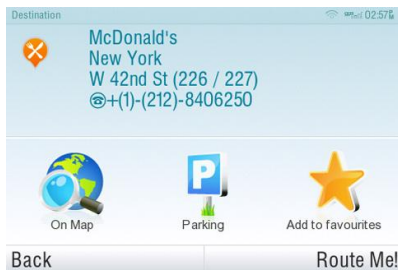 Destination
02:57
McDonald's
New York
W 42nd St (226 / 227)
+(1)-(212)-8406250
P
On Map
Parking
Add to favourites
Back
Route Me!